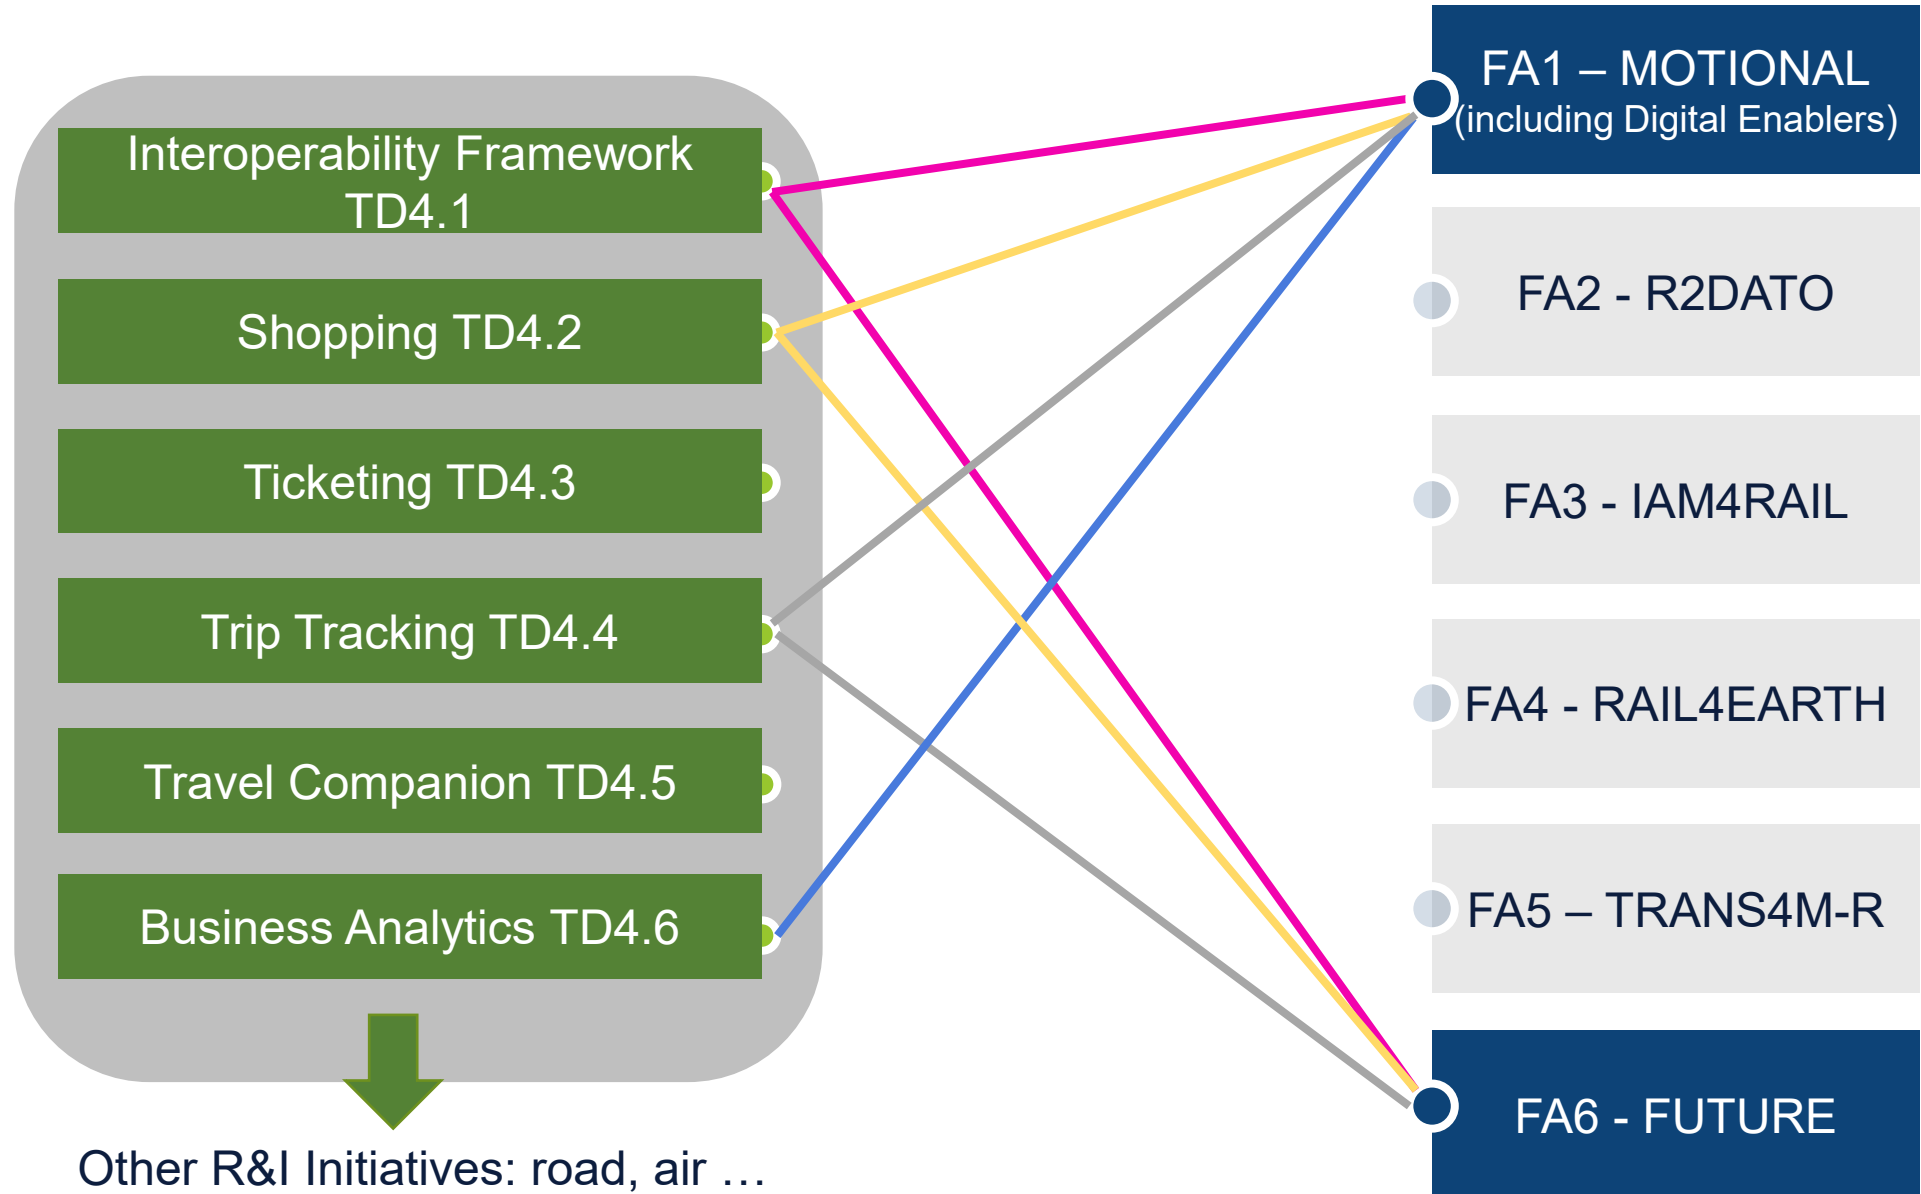 Interoperability Framework
TD4.1
Shopping TD4.2
Ticketing TD4.3
Trip Tracking TD4.4
Travel Companion TD4.5
Business Analytics TD4.6
Other R&I Initiatives: road, air …
FA1 – MOTIONAL
(including Digital Enablers)
FA2 - R2DATO
FA3 - IAM4RAIL
FA4 - RAIL4EARTH
FA5 – TRANS4M-R
FA6 - FUTURE